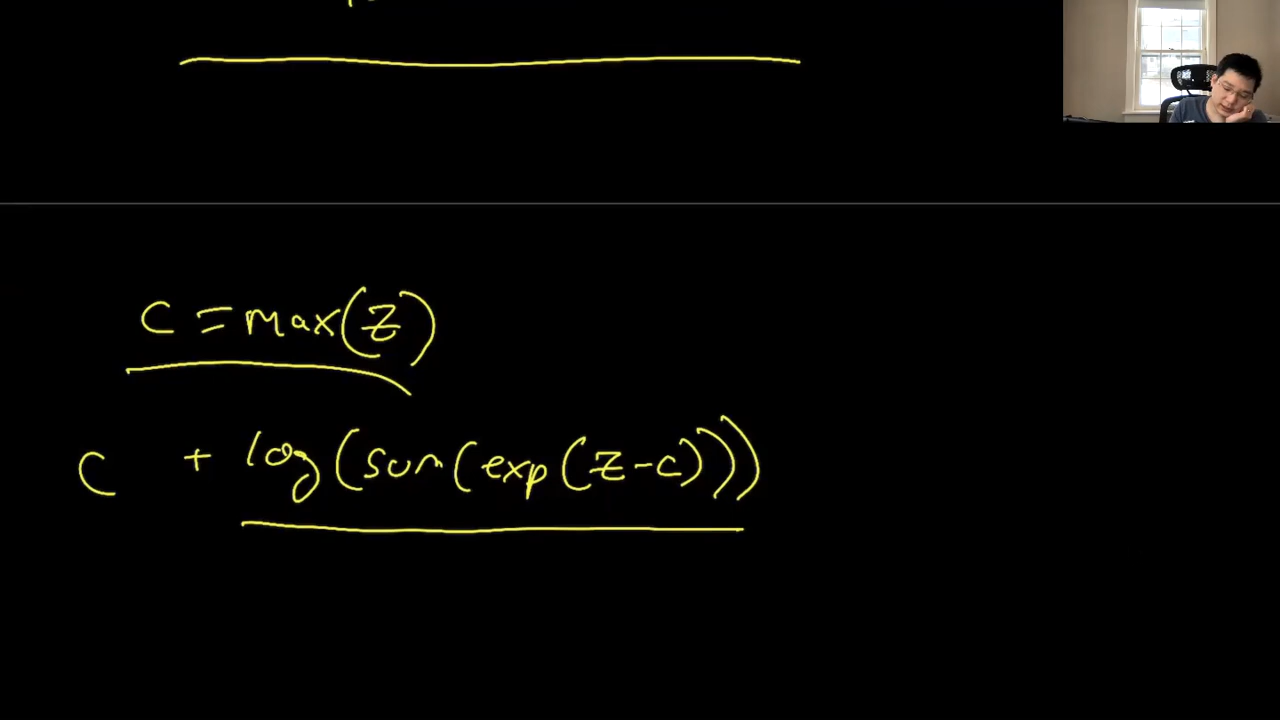 c = max(z)
c + log(sum(exp(z-c)))